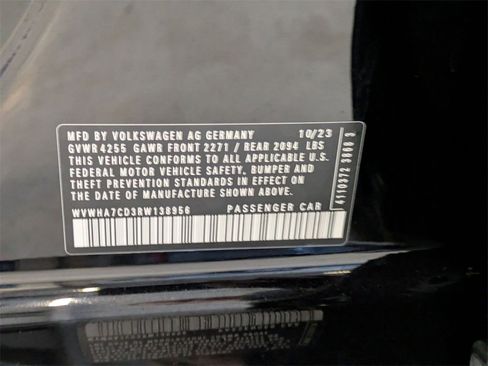 MFD BY VOLKSWAGEN AG GERMANY 10/23
GVWR 4255 GAWR FRONT 2271 / REAR 2094 LBS
THIS VEHICLE CONFORMS TO ALL APPLICABLE U.S.
FEDERAL MOTOR VEHICLE SAFETY, BUMPER, AND
THEFT PREVENTION STANDARDS IN EFFECT ON THE
DATE OF MANUFACTURE SHOWN ABOVE.
WVWHA7CD3RW138956 PASSENGER CAR